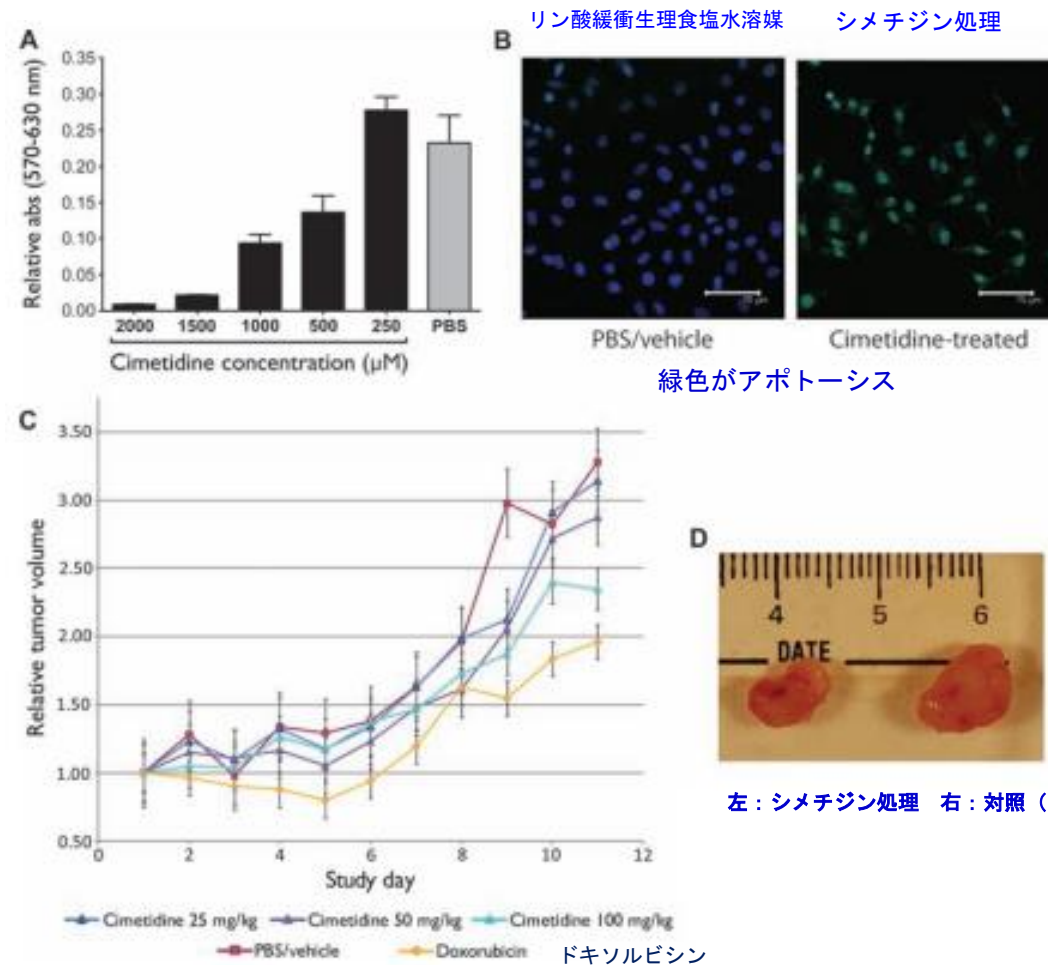 リン酸緩衝生理食塩水溶媒
シメチジン処理
A
B
Relative abs (570-630 nm)
0.35
0.30
0.25
0.20
0.15
0.10
0.05
0.00
2000 1500 1000 500 250 PBS
Cimetidine concentration (µM)
PBS/vehicle
Cimetidine-treated
緑色がアポトーシス
C
Relative tumor volume
3.50
3.00
2.50
2.00
1.50
1.00
0.50
0 2 4 6 8 10 12
Study day
Cimetidine 25 mg/kg Cimetidine 50 mg/kg Cimetidine 100 mg/kg
PBS/vehicle Doxorubicin
ドキソルビシン
D
4 5 6
DATE
左：シメチジン処理 右：対照（